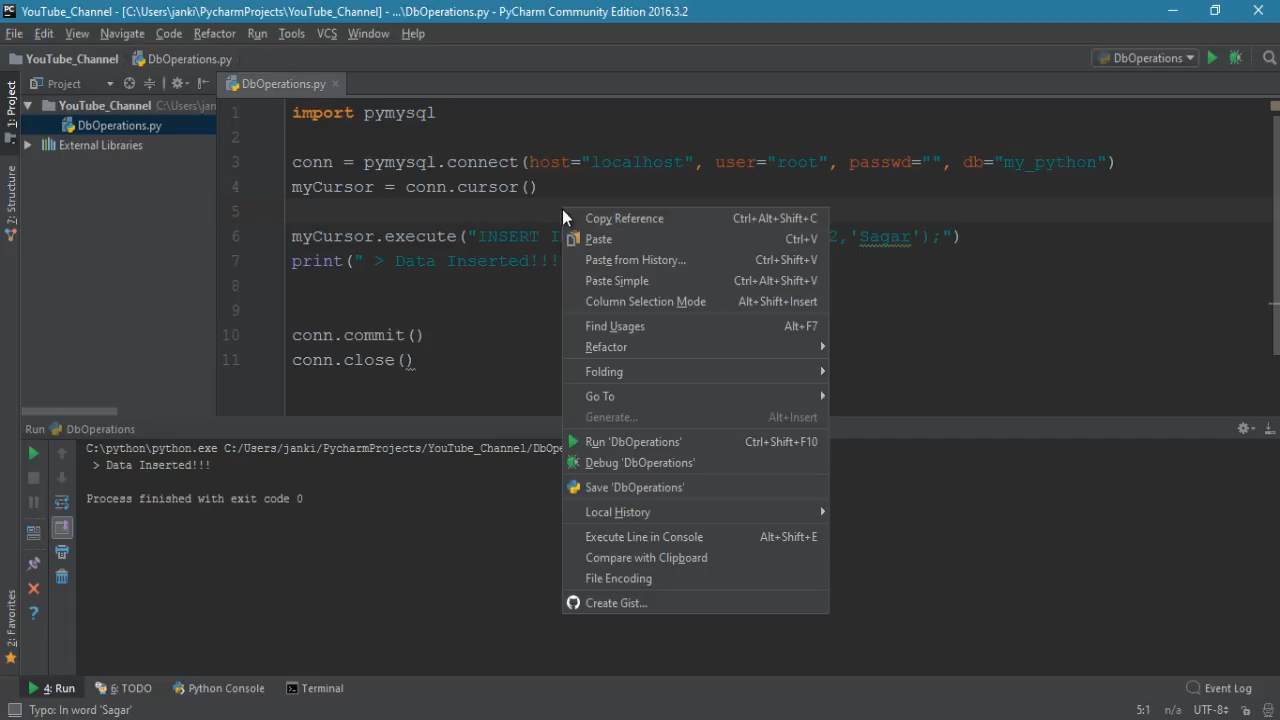 YouTube_Channel - [C:\Users\janki\PycharmProjects\YouTube_Channel] - ...\DbOperations.py - PyCharm Community Edition 2016.3.2
File Edit View Navigate Code Refactor Run Tools VCS Window Help
YouTube_Channel DbOperations.py DbOperations
Project DbOperations.py
1: Project
YouTube_Channel C:\Users\jan
DbOperations.py
External Libraries
7: Structure
1 import pymysql
2
3 conn = pymysql.connect(host="localhost", user="root", passwd="", db="my_python")
4 myCursor = conn.cursor()
5
6 myCursor.execute("INSERT I 2,'Sagar');")
7 print(" > Data Inserted!!!
8
9
10 conn.commit()
11 conn.close()
Copy Reference Ctrl+Alt+Shift+C
Paste Ctrl+V
Paste from History... Ctrl+Shift+V
Paste Simple Ctrl+Alt+Shift+V
Column Selection Mode Alt+Shift+Insert
Find Usages Alt+F7
Refactor
Folding
Go To
Generate... Alt+Insert
Run 'DbOperations' Ctrl+Shift+F10
Debug 'DbOperations'
Save 'DbOperations'
Local History
Execute Line in Console Alt+Shift+E
Compare with Clipboard
File Encoding
Create Gist...
Run DbOperations
C:\python\python.exe C:/Users/janki/PycharmProjects/YouTube_Channel/DbOpe
> Data Inserted!!!
Process finished with exit code 0
2: Favorites
4: Run 6: TODO Python Console Terminal Event Log
Typo: In word 'Sagar' 5:1 n/a UTF-8